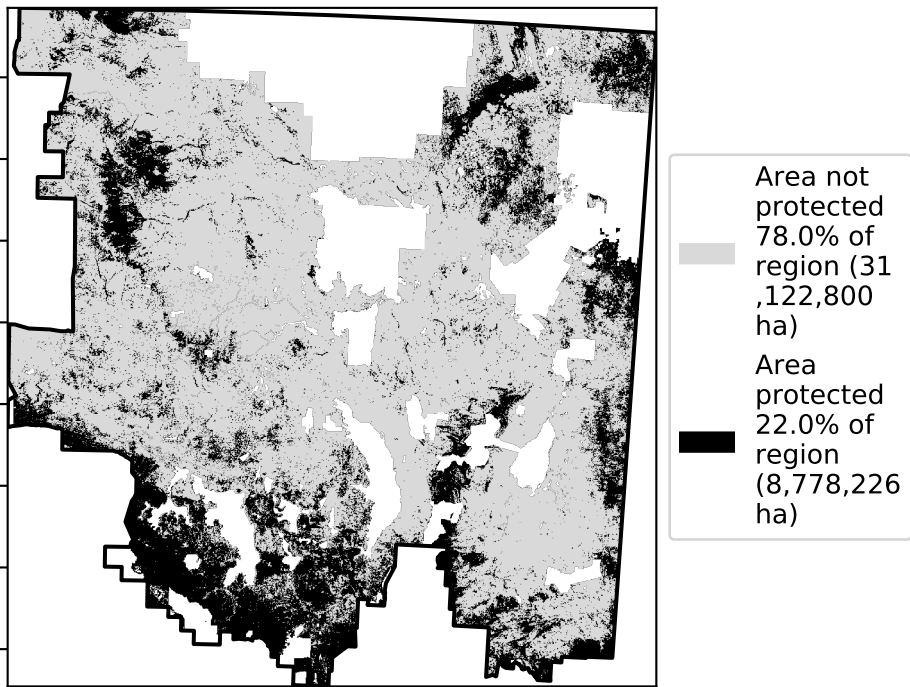 Area not
protected
78.0% of
region (31
,122,800
ha)
Area
protected
22.0% of
region
(8,778,226
ha)